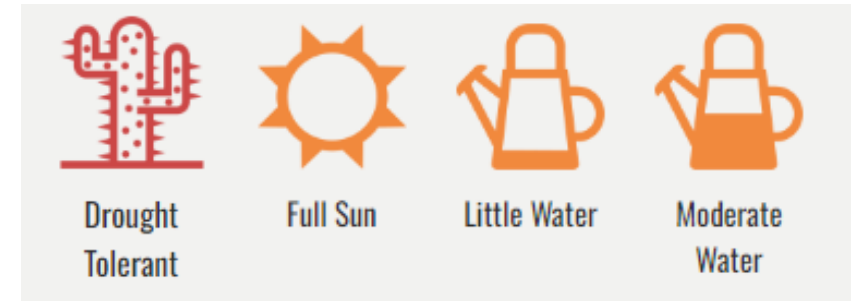 Drought
Tolerant
Full Sun
Little Water
Moderate
Water